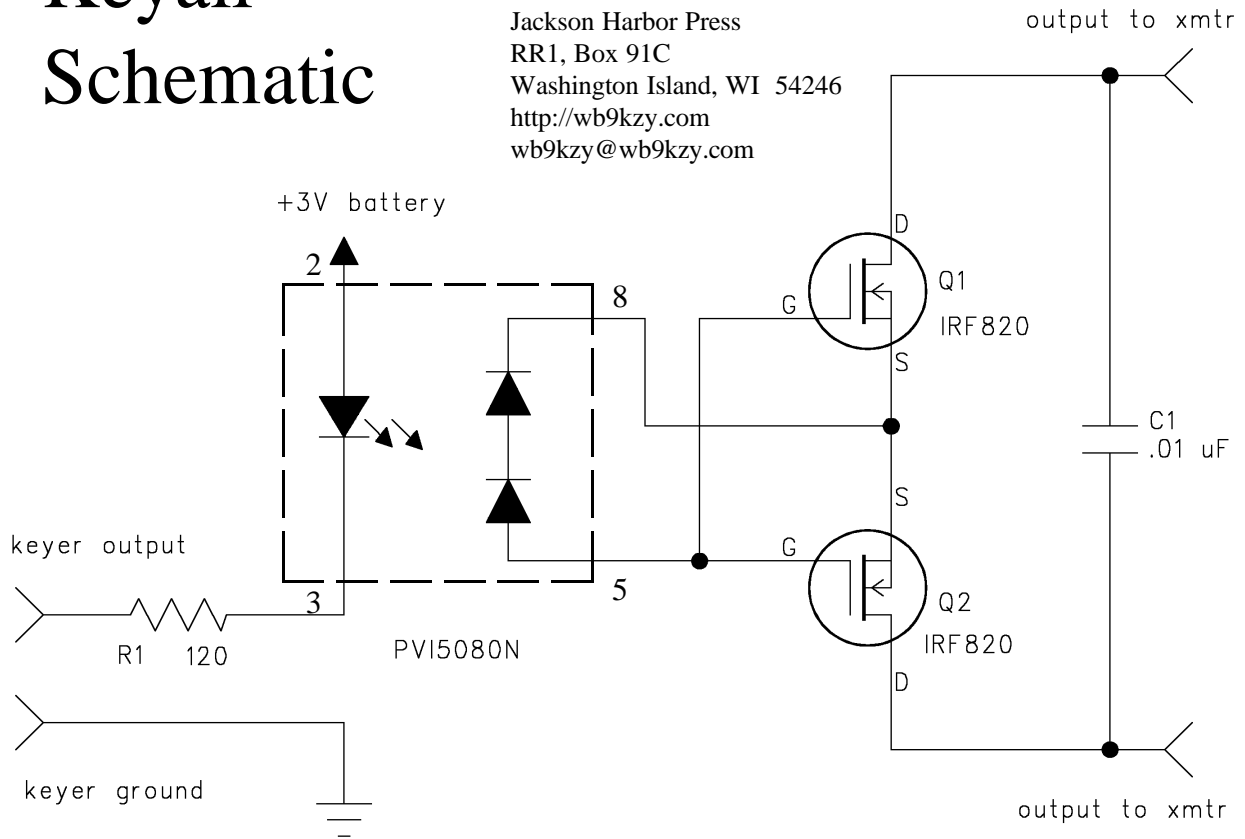 Keyall
Schematic
Jackson Harbor Press
RR1, Box 91C
Washington Island, WI 54246
http://wb9kzy.com
wb9kzy@wb9kzy.com
output to xmtr
+3V battery
2
8
D
G
Q1
IRF820
S
C1
.01 uF
S
keyer output
G
3
5
Q2
R1 120
PVI5080N
IRF820
D
keyer ground
output to xmtr